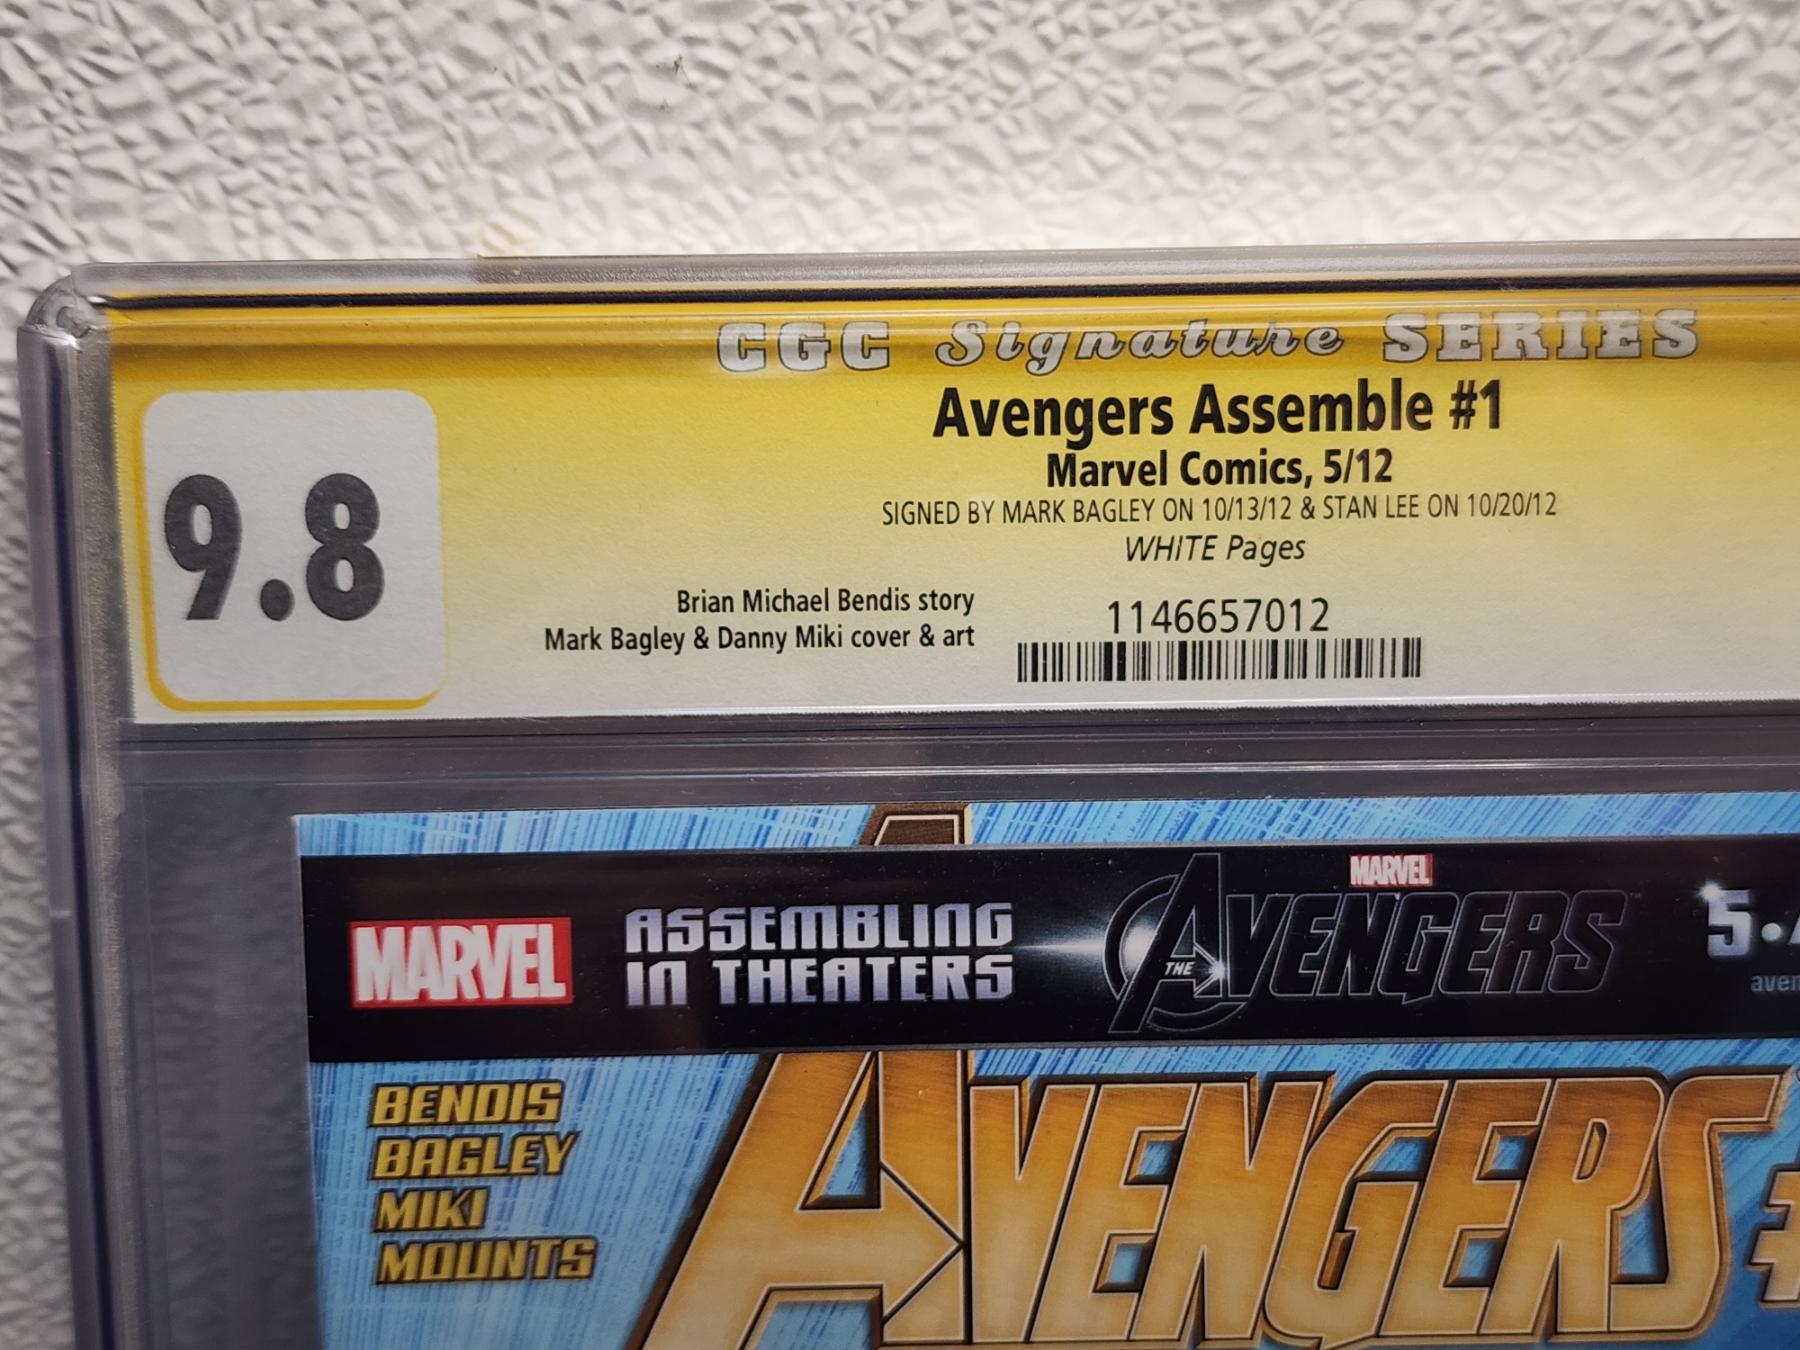 CGC Signature SERIES
Avengers Assemble #1
Marvel Comics, 5/12
SIGNED BY MARK BAGLEY ON 10/13/12 & STAN LEE ON 10/20/12
WHITE Pages
9.8
Brian Michael Bendis story
Mark Bagley & Danny Miki cover & art
1146657012
MARVEL
ASSEMBLING
IN THEATERS
MARVEL
THE AVENGERS
BENDIS
BAGLEY
MIKI
MOUNTS
AVENGERS